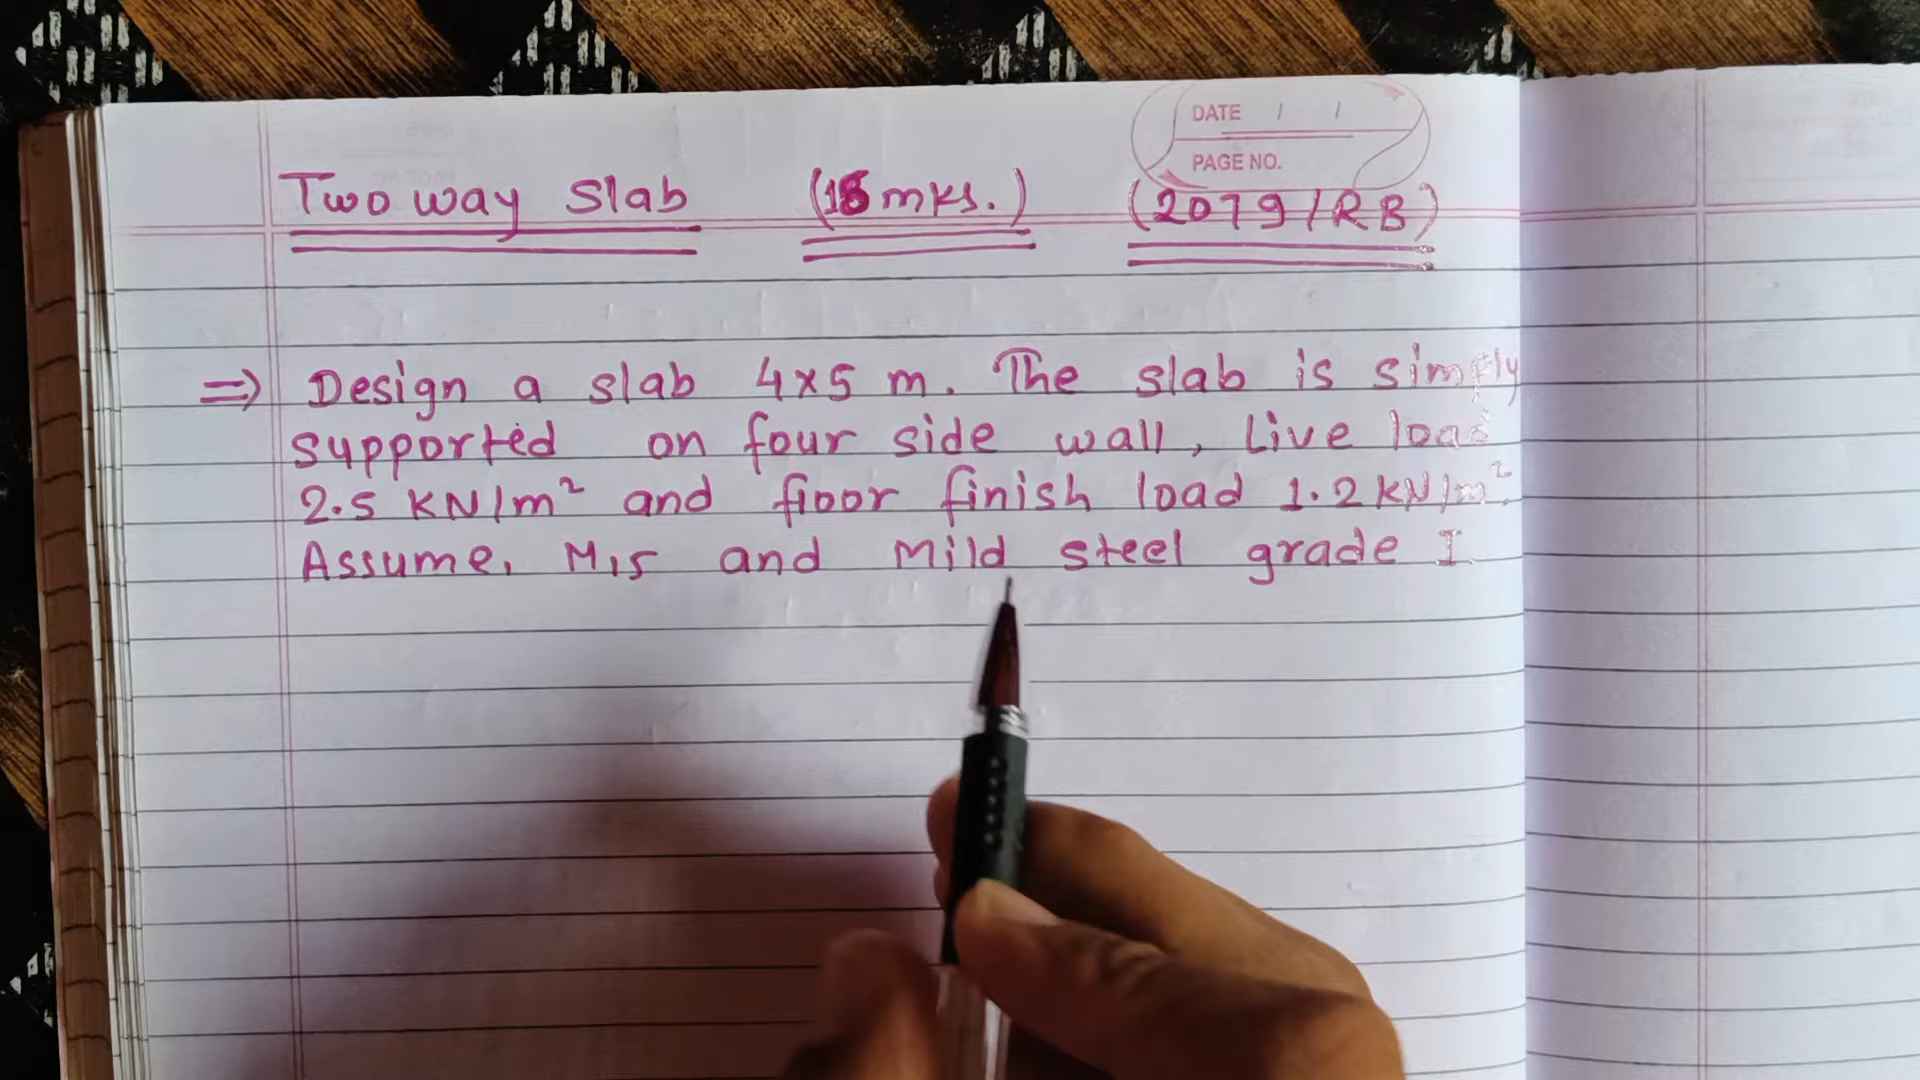 DATE / /
PAGE NO.
Two way Slab (16 mks.) (2079/RB)
=> Design a slab 4x5 m. The slab is simply
supported on four side wall, Live load
2.5 KN/m² and floor finish load 1.2 kN/m².
Assume, M15 and Mild steel grade I